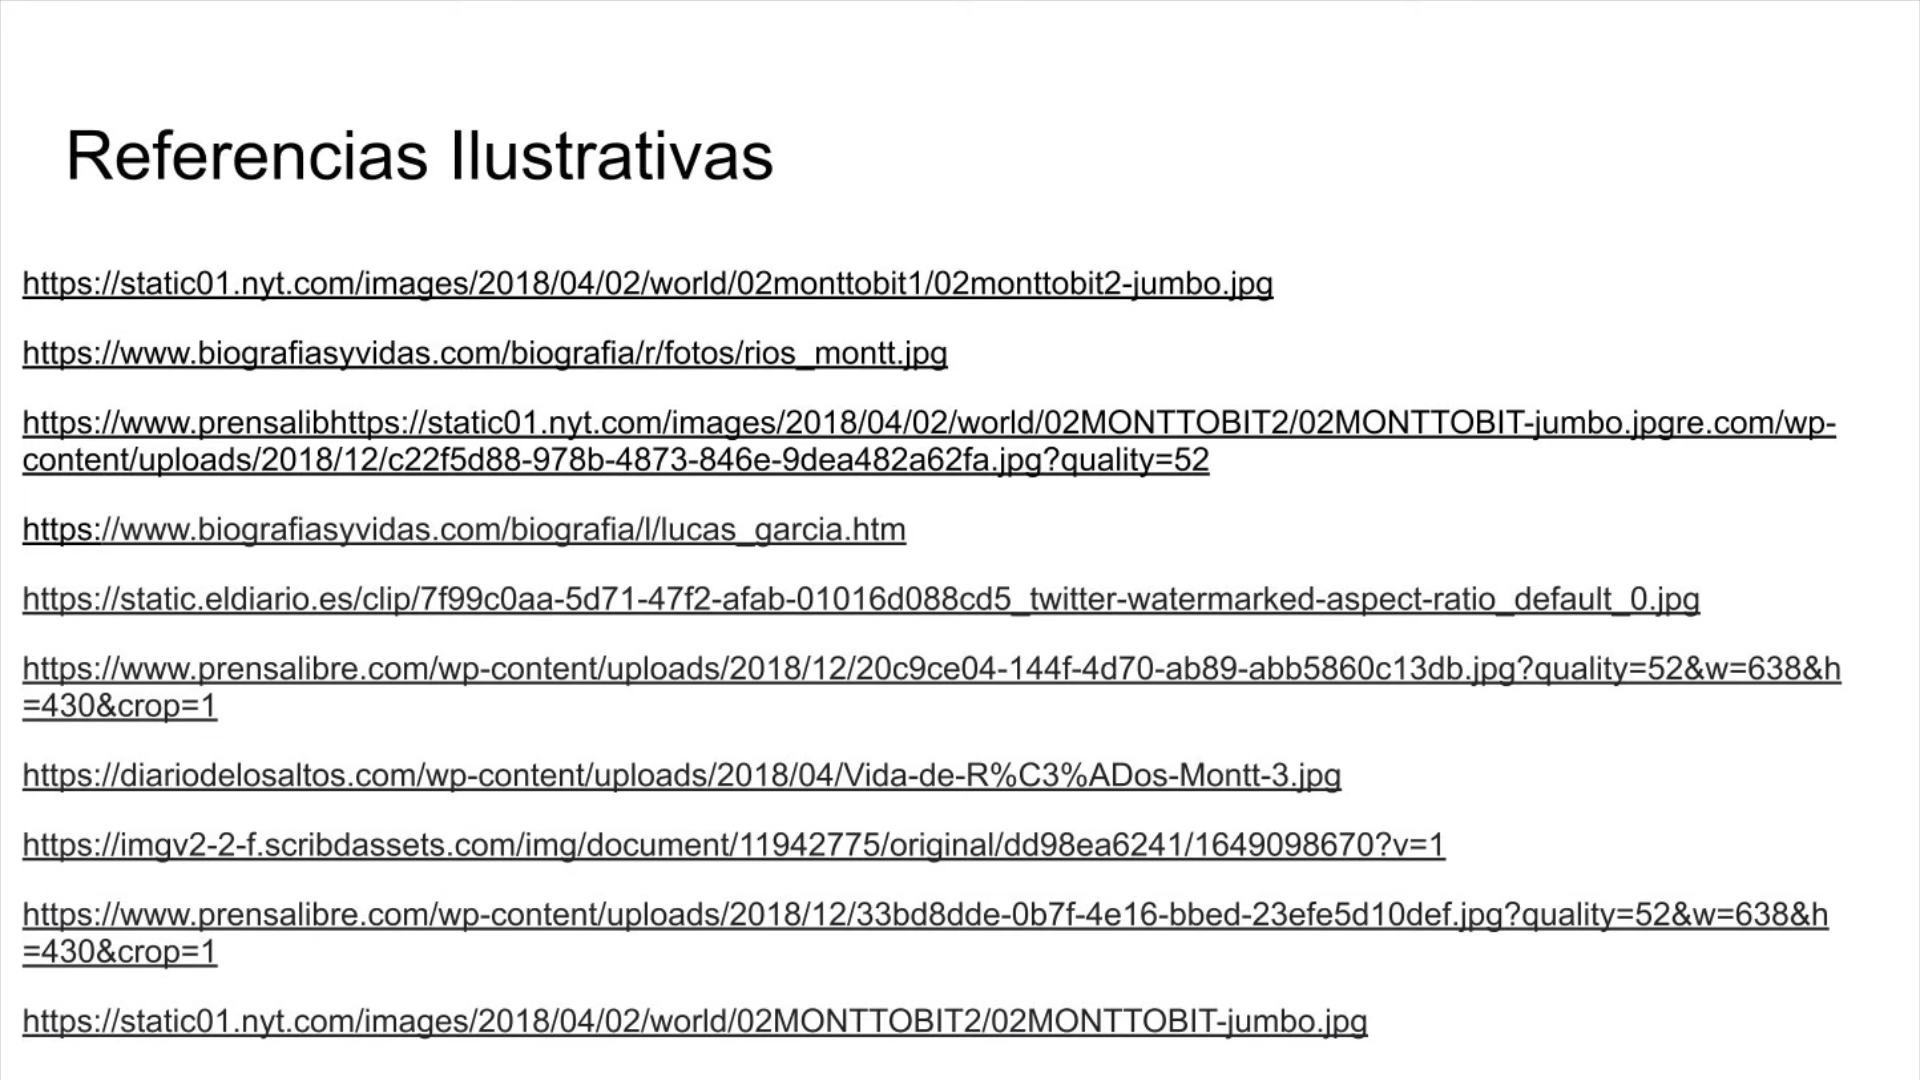 Referencias Ilustrativas
https://static01.nyt.com/images/2018/04/02/world/02monttobit1/02monttobit2-jumbo.jpg
https://www.biografiasyvidas.com/biografia/r/fotos/rios_montt.jpg
https://www.prensalibhttps://static01.nyt.com/images/2018/04/02/world/02MONTTOBIT2/02MONTTOBIT-jumbo.jpgre.com/wp-
content/uploads/2018/12/c22f5d88-978b-4873-846e-9dea482a62fa.jpg?quality=52
https://www.biografiasyvidas.com/biografia/l/lucas_garcia.htm
https://static.eldiario.es/clip/7f99c0aa-5d71-47f2-afab-01016d088cd5_twitter-watermarked-aspect-ratio_default_0.jpg
https://www.prensalibre.com/wp-content/uploads/2018/12/20c9ce04-144f-4d70-ab89-abb5860c13db.jpg?quality=52&w=638&h
=430&crop=1
https://diariodelosaltos.com/wp-content/uploads/2018/04/Vida-de-R%C3%ADos-Montt-3.jpg
https://imgv2-2-f.scribdassets.com/img/document/11942775/original/dd98ea6241/1649098670?v=1
https://www.prensalibre.com/wp-content/uploads/2018/12/33bd8dde-0b7f-4e16-bbed-23efe5d10def.jpg?quality=52&w=638&h
=430&crop=1
https://static01.nyt.com/images/2018/04/02/world/02MONTTOBIT2/02MONTTOBIT-jumbo.jpg